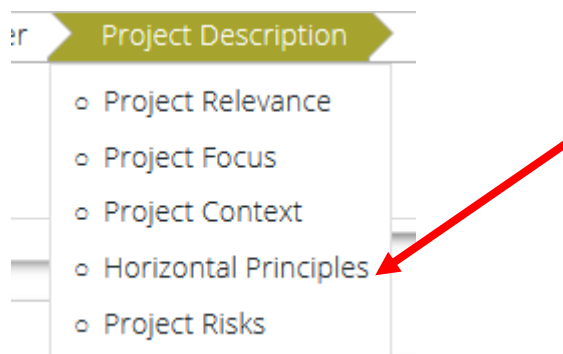 er Project Description
Project Relevance
Project Focus
Project Context
Horizontal Principles
Project Risks